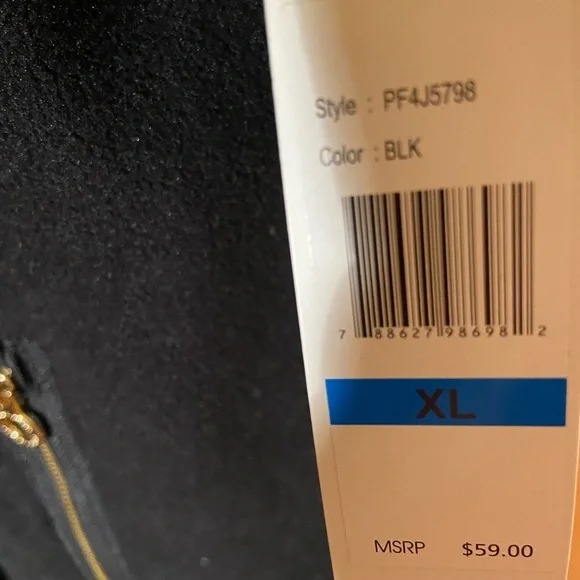 Style : PF4J5798
Color : BLK
7 88627 98698 2
XL
MSRP $59.00